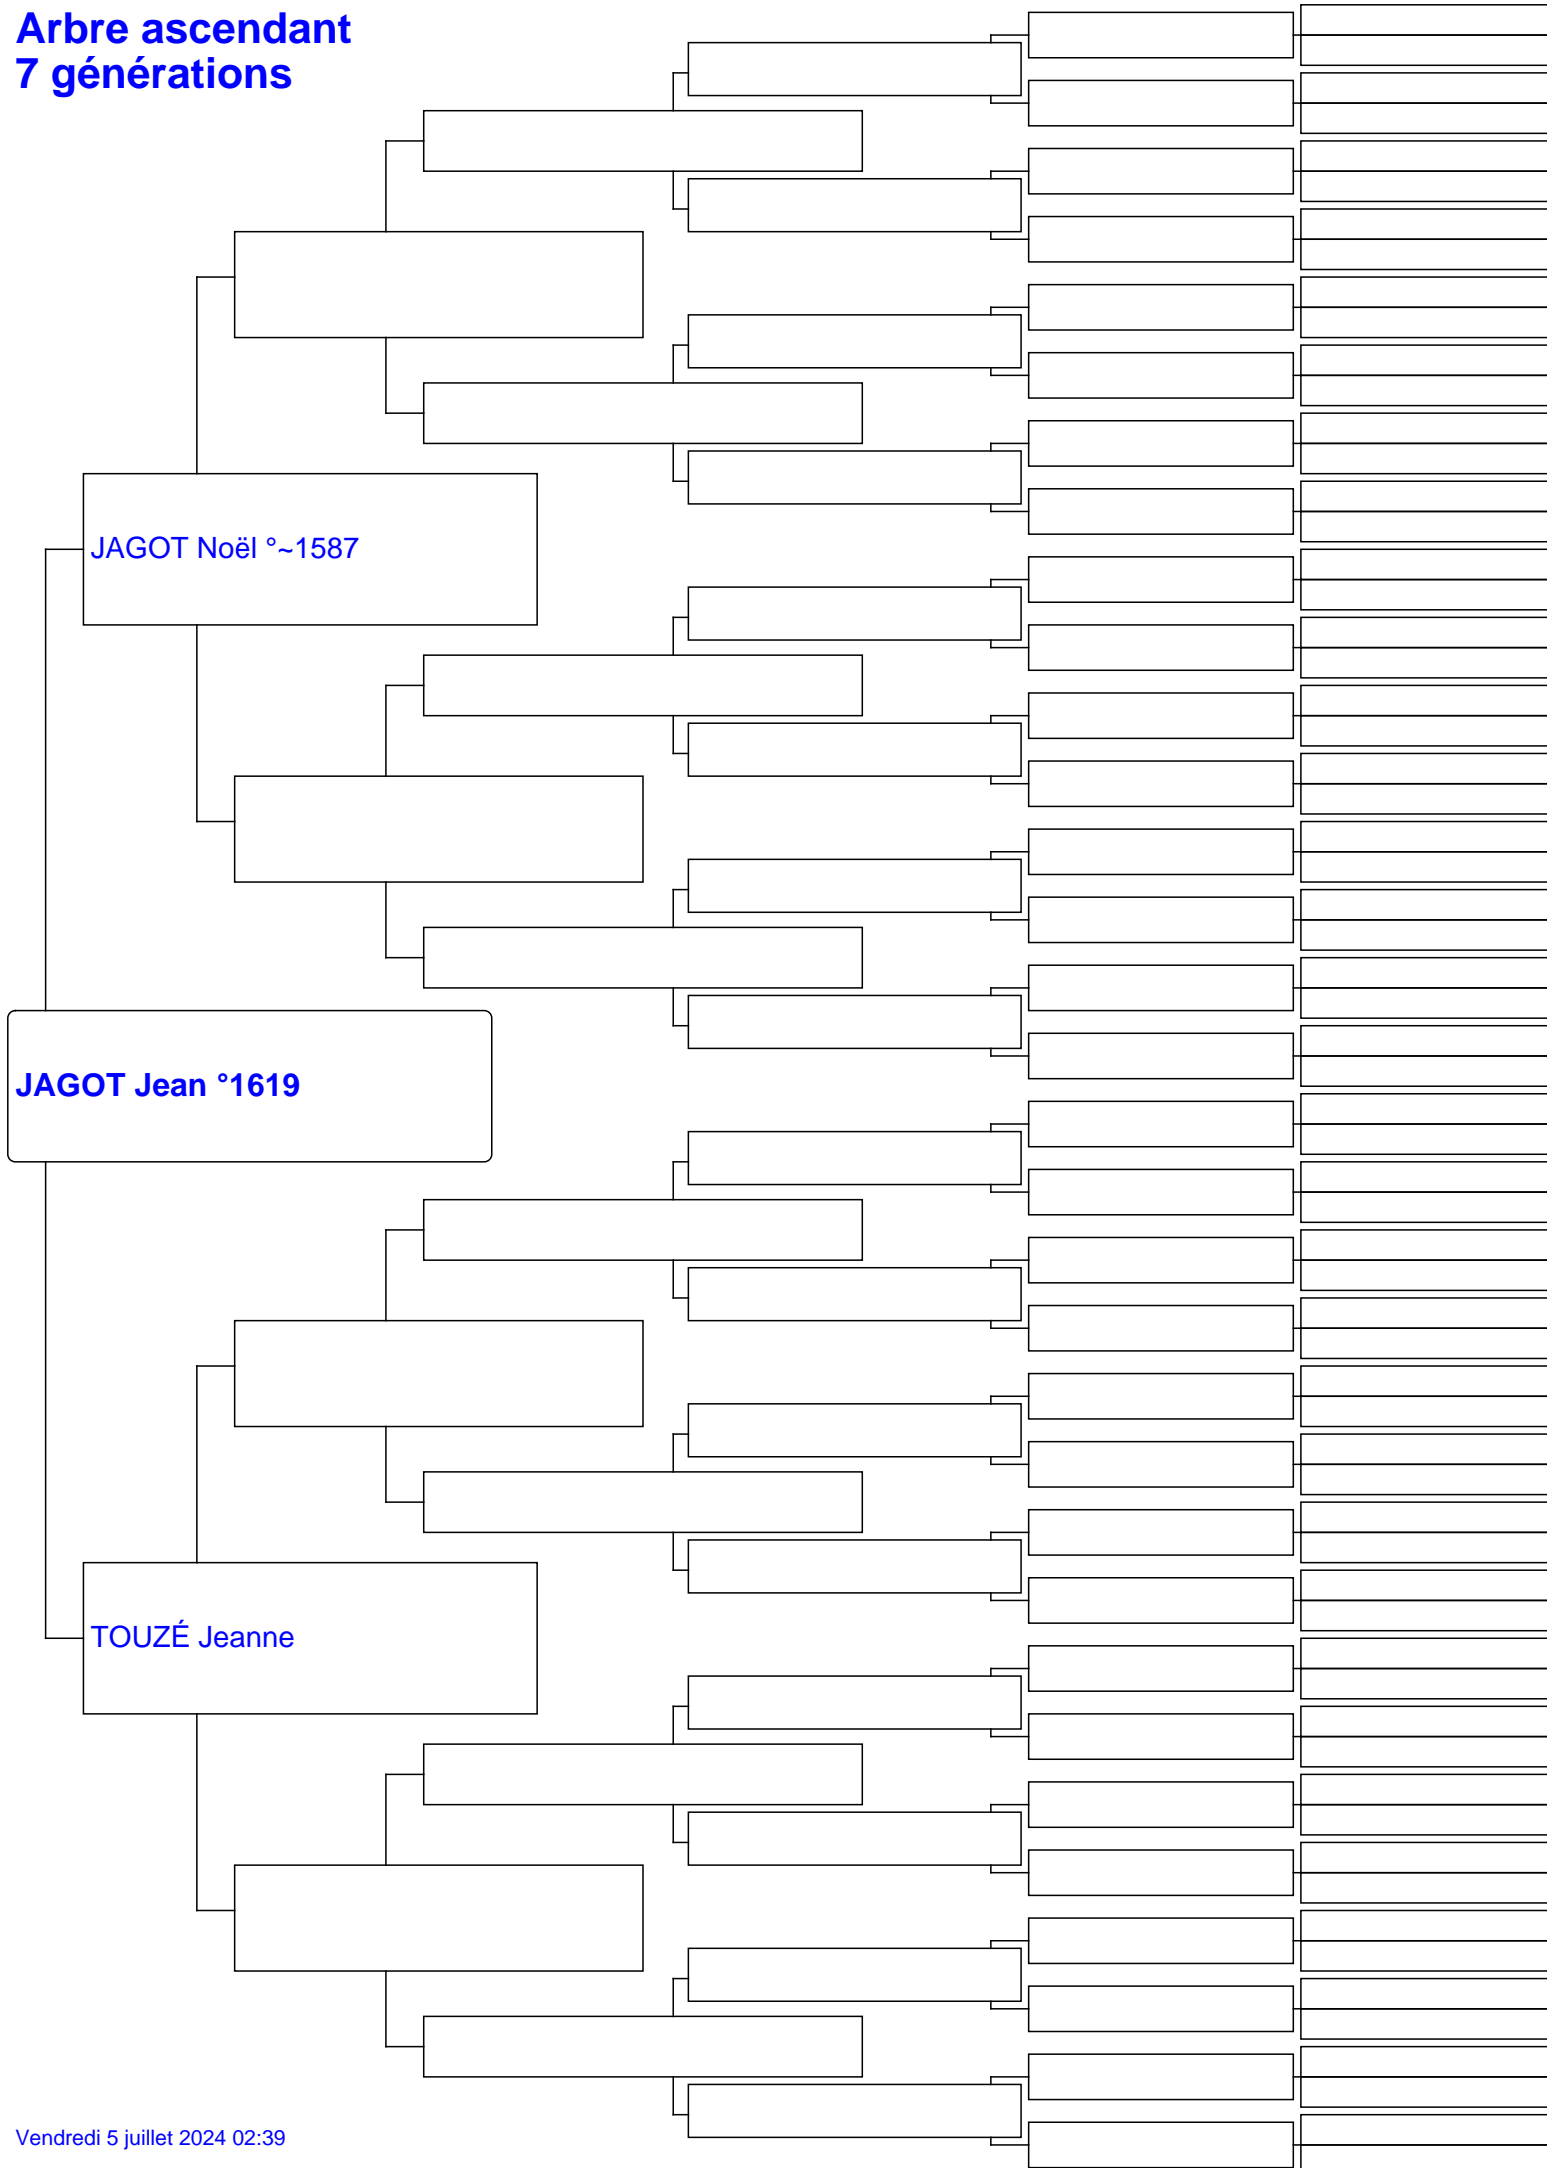 Arbre ascendant
7 générations
JAGOT Noël °~1587
JAGOT Jean °1619
TOUZÉ Jeanne
Vendredi 5 juillet 2024 02:39